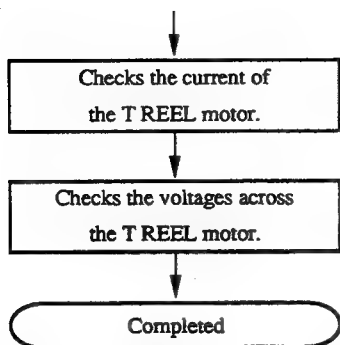 Checks the current of
the T REEL motor.
Checks the voltages across
the T REEL motor.
Completed